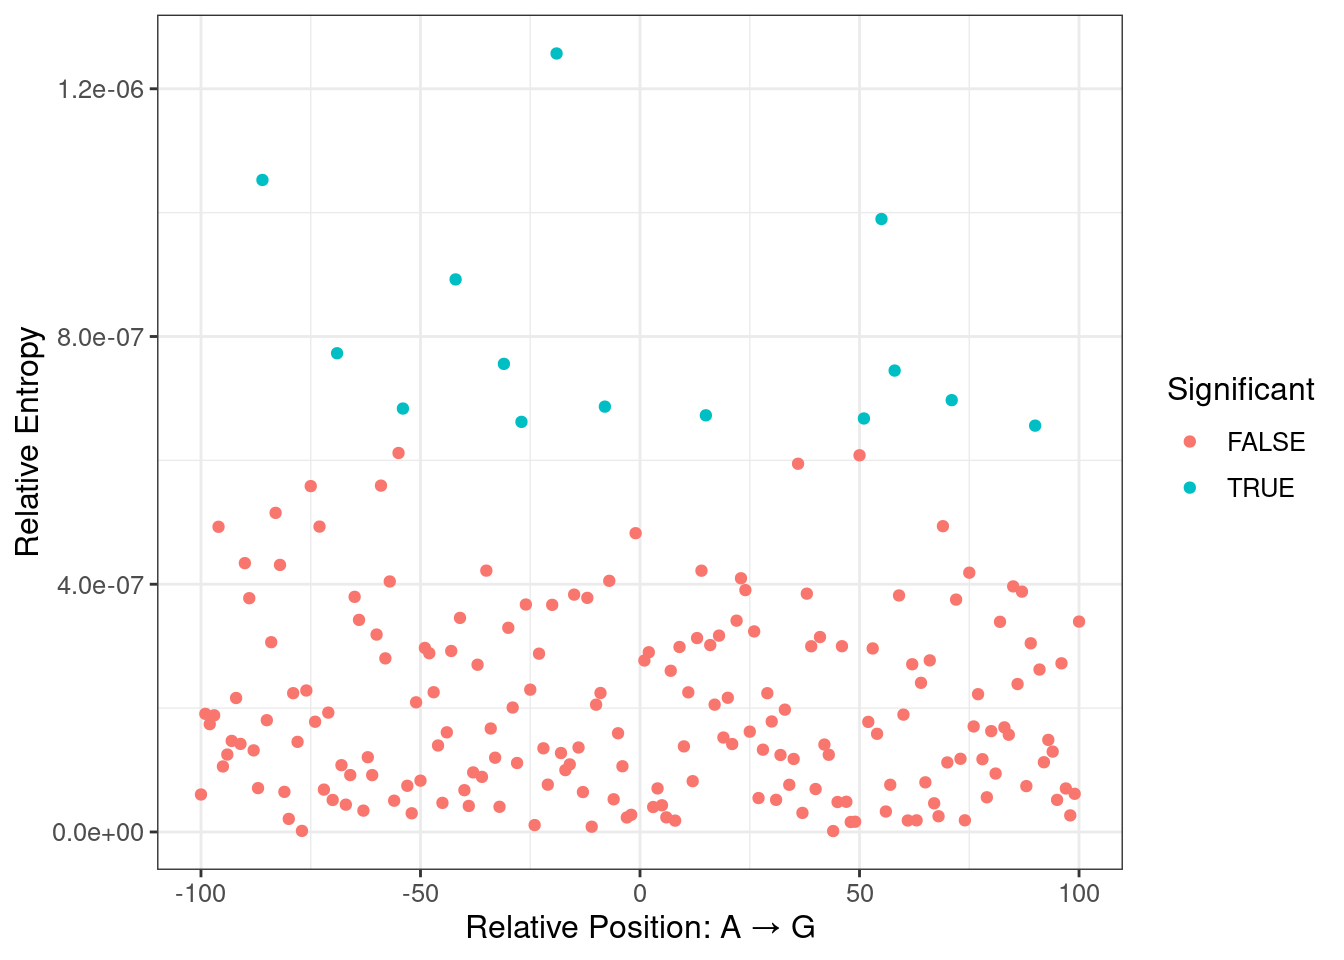 1.2e-06
8.0e-07
4.0e-07
0.0e+00
Relative Entropy
-100 -50 0 50 100
Relative Position: A → G
Significant
FALSE
TRUE